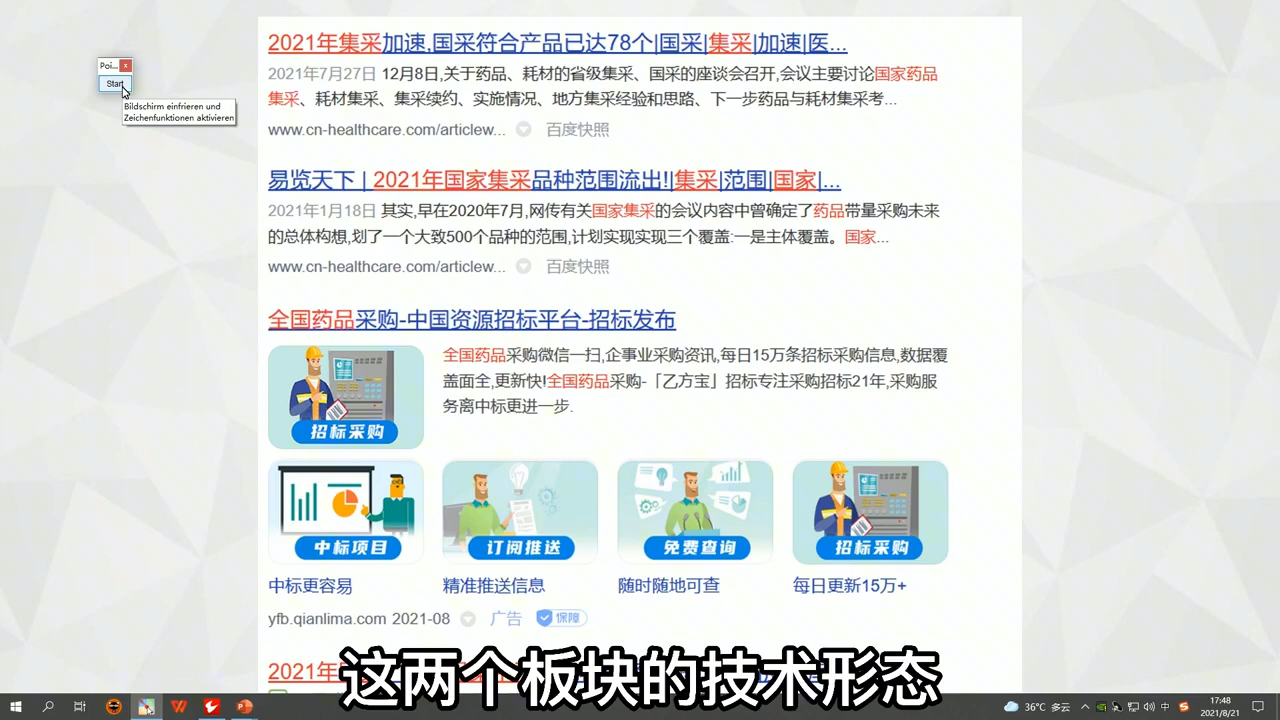 2021年集采加速,国采符合产品已达78个|国采|集采|加速|医...
Poi...
2021年7月27日 12月8日,关于药品、耗材的省级集采、国采的座谈会召开,会议主要讨论国家药品
Start
集采、耗材集采、集采续约、实施情况、地方集采经验和思路、下一步药品与耗材集采考...
Bildschirm einfrieren und
Zeichenfunktionen aktivieren
www.cn-healthcare.com/articlew... 百度快照
易览天下 | 2021年国家集采品种范围流出!|集采|范围|国家|...
2021年1月18日 其实,早在2020年7月,网传有关国家集采的会议内容中曾确定了药品带量采购未来
的总体构想,划了一个大致500个品种的范围,计划实现实现三个覆盖:一是主体覆盖。国家...
www.cn-healthcare.com/articlew... 百度快照
全国药品采购-中国资源招标平台-招标发布
全国药品采购微信一扫,企事业采购资讯,每日15万条招标采购信息,数据覆
盖面全,更新快!全国药品采购-「乙方宝」招标专注采购招标21年,采购服
务离中标更进一步.
招标采购
中标项目 订阅推送 免费查询 招标采购
中标更容易 精准推送信息 随时随地可查 每日更新15万+
yfb.qianlima.com 2021-08 广告 保障
2021年
这两个板块的技术形态
36°C 多云 中 17:48
2021/8/21